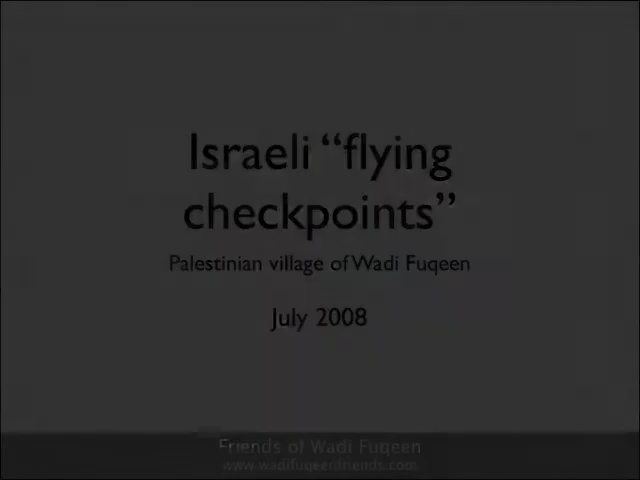 Israeli “flying
checkpoints”
Palestinian village of Wadi Fuqeen
July 2008
Friends of Wadi Fuqeen
www.wadifuqeenfriends.com